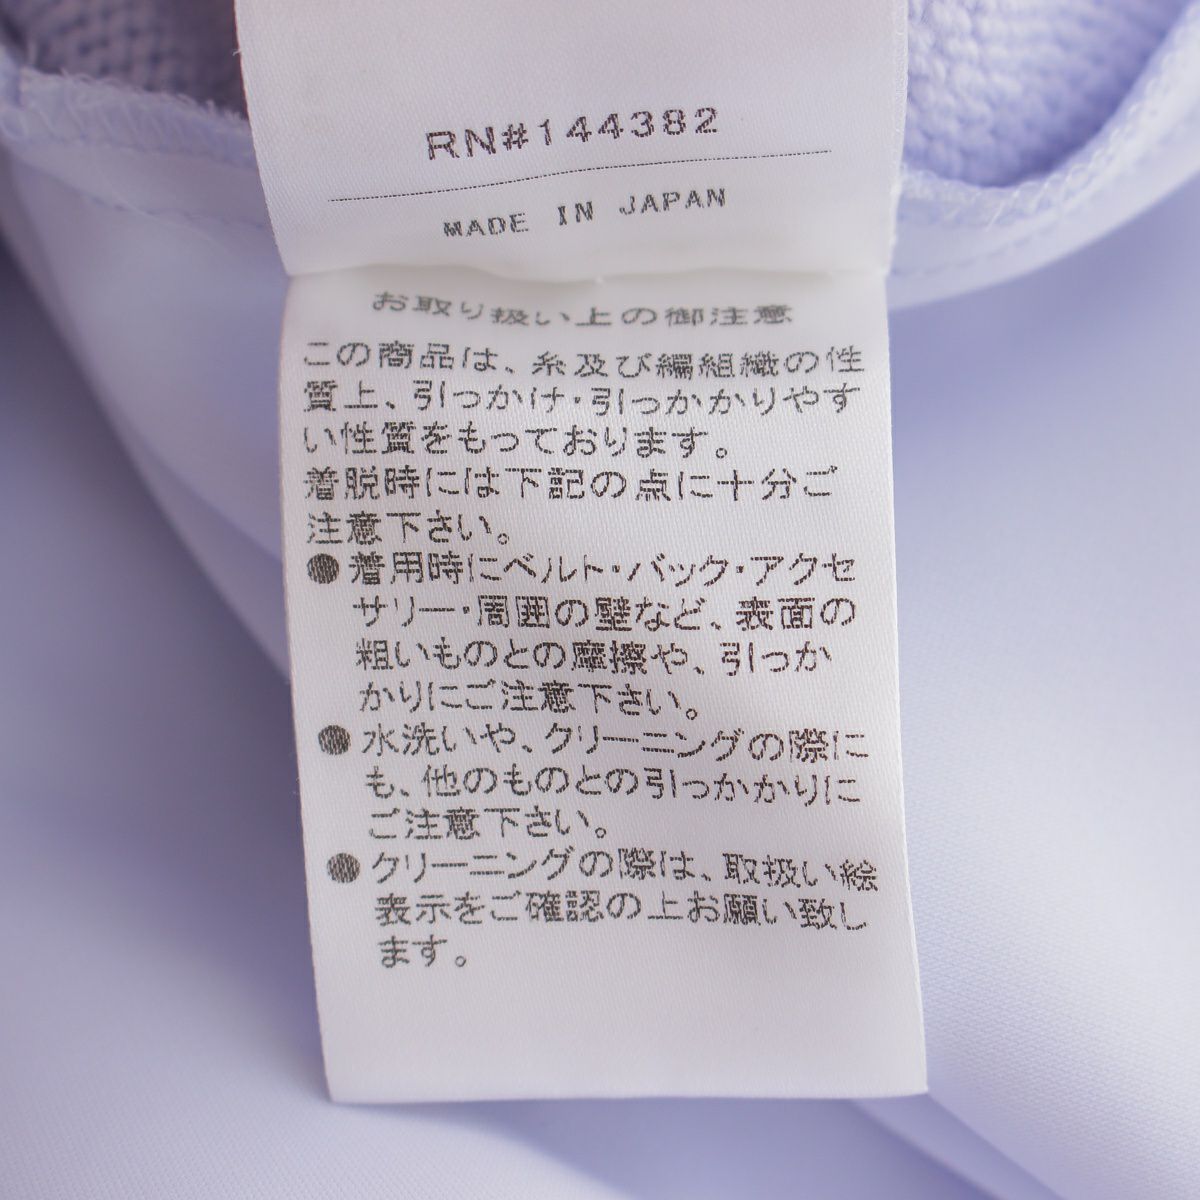 RN#144382
MADE IN JAPAN
お取り扱い上の御注意
この商品は、糸及び編組織の性
質上、引っかけ・引っかかりやす
い性質をもっております。
着脱時には下記の点に十分ご
注意下さい。
●着用時にベルト・バック・アクセ
サリー・周囲の壁など、表面の
粗いものとの摩擦や、引っか
かりにご注意下さい。
●水洗いや、クリーニングの際に
も、他のものとの引っかかりに
ご注意下さい。
●クリーニングの際は、取扱い絵
表示をご確認の上お願い致し
ます。